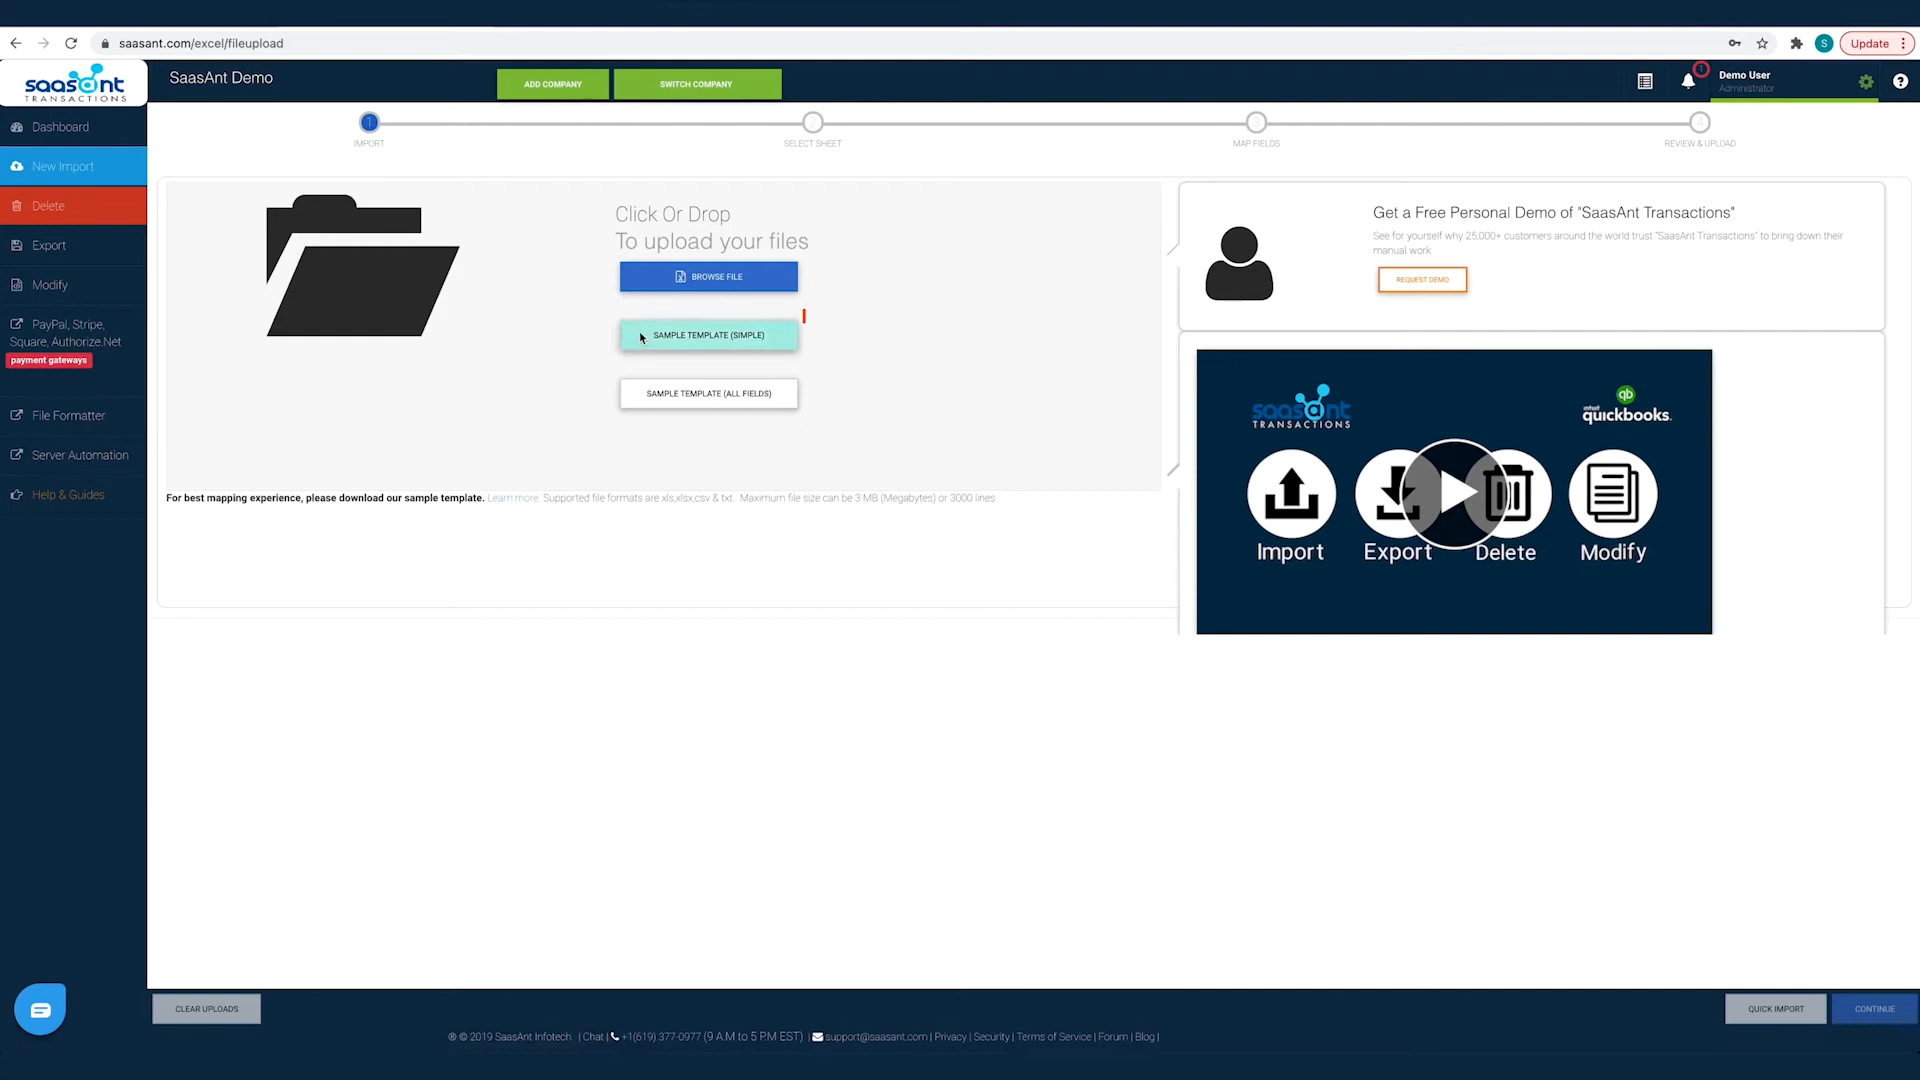 saasant.com/excel/fileupload
S
Update
saasant
TRANSACTIONS
SaasAnt Demo
ADD COMPANY
SWITCH COMPANY
1
Demo User
Administrator
Dashboard
New Import
Delete
Export
Modify
PayPal, Stripe,
Square, Authorize.Net
payment gateways
File Formatter
Server Automation
Help & Guides
1
2
3
4
IMPORT
SELECT SHEET
MAP FIELDS
REVIEW & UPLOAD
Click Or Drop
To upload your files
BROWSE FILE
SAMPLE TEMPLATE (SIMPLE)
SAMPLE TEMPLATE (ALL FIELDS)
For best mapping experience, please download our sample template. Learn more Supported file formats are xls,xlsx,csv & txt. Maximum file size can be 3 MB (Megabytes) or 3000 lines
Get a Free Personal Demo of "SaasAnt Transactions"
See for yourself why 25,000+ customers around the world trust "SaasAnt Transactions" to bring down their
manual work
REQUEST DEMO
saasant
TRANSACTIONS
qb
intuit
quickbooks.
Import
Export
Delete
Modify
CLEAR UPLOADS
QUICK IMPORT
CONTINUE
® © 2019 SaasAnt Infotech. | Chat | +1(619) 377-0977 (9 A.M to 5 P.M EST) | support@saasant.com | Privacy | Security | Terms of Service | Forum | Blog |